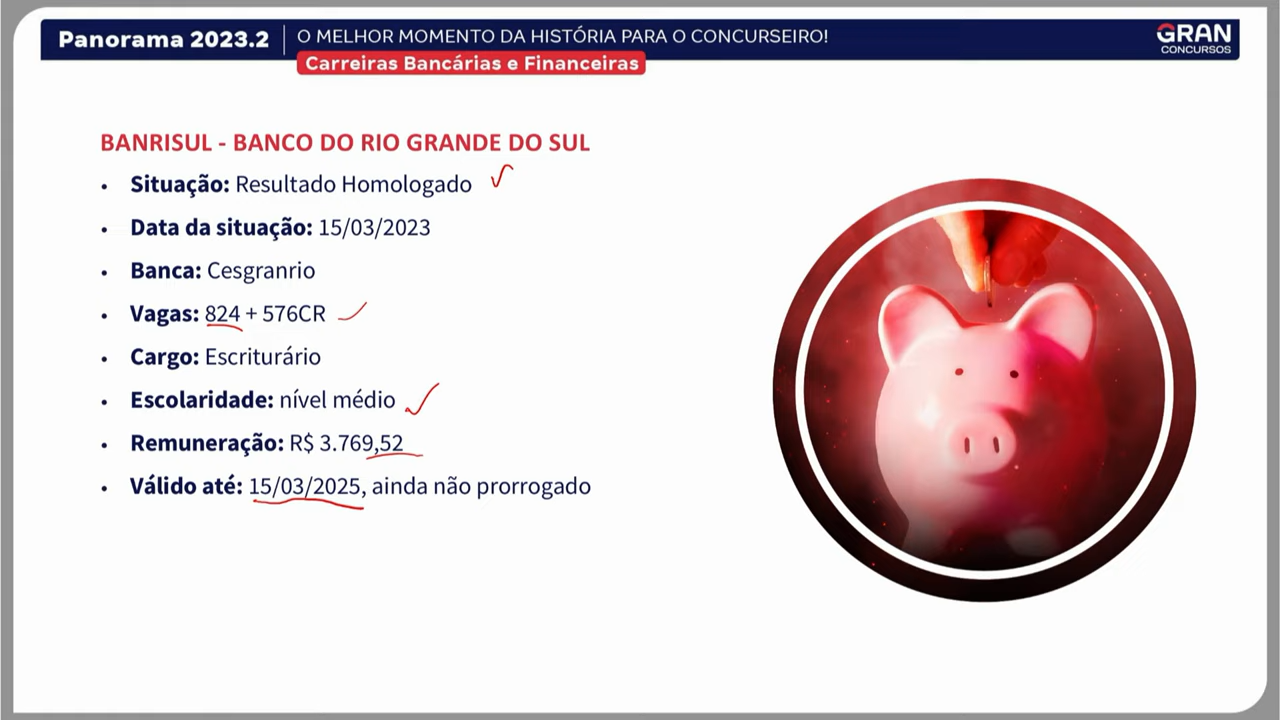 Panorama 2023.2
O MELHOR MOMENTO DA HISTÓRIA PARA O CONCURSEIRO!
GRAN
CONCURSOS
Carreiras Bancárias e Financeiras
BANRISUL - BANCO DO RIO GRANDE DO SUL
• Situação: Resultado Homologado
• Data da situação: 15/03/2023
• Banca: Cesgranrio
• Vagas: 824 + 576CR
• Cargo: Escriturário
• Escolaridade: nível médio
• Remuneração: R$ 3.769,52
• Válido até: 15/03/2025, ainda não prorrogado